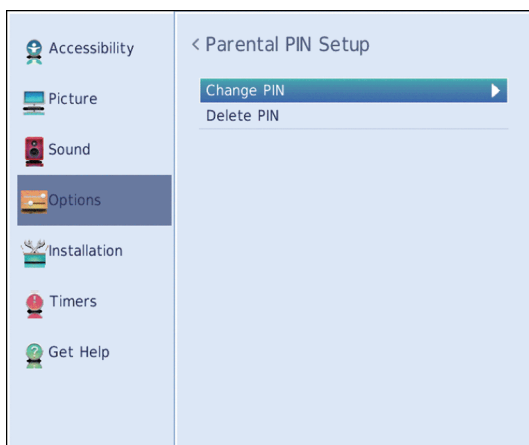 Accessibility
Picture
Sound
Options
Installation
Timers
Get Help
< Parental PIN Setup
Change PIN
Delete PIN